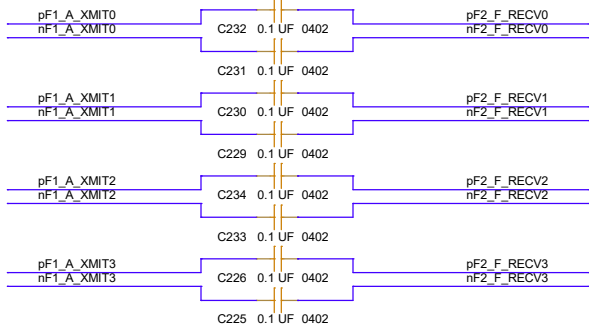 pF1_A_XMIT0 pF2_F_RECV0
nF1_A_XMIT0 C232 0.1 UF 0402 nF2_F_RECV0
C231 0.1 UF 0402
pF1_A_XMIT1 pF2_F_RECV1
nF1_A_XMIT1 C230 0.1 UF 0402 nF2_F_RECV1
C229 0.1 UF 0402
pF1_A_XMIT2 pF2_F_RECV2
nF1_A_XMIT2 C234 0.1 UF 0402 nF2_F_RECV2
C233 0.1 UF 0402
pF1_A_XMIT3 pF2_F_RECV3
nF1_A_XMIT3 C226 0.1 UF 0402 nF2_F_RECV3
C225 0.1 UF 0402